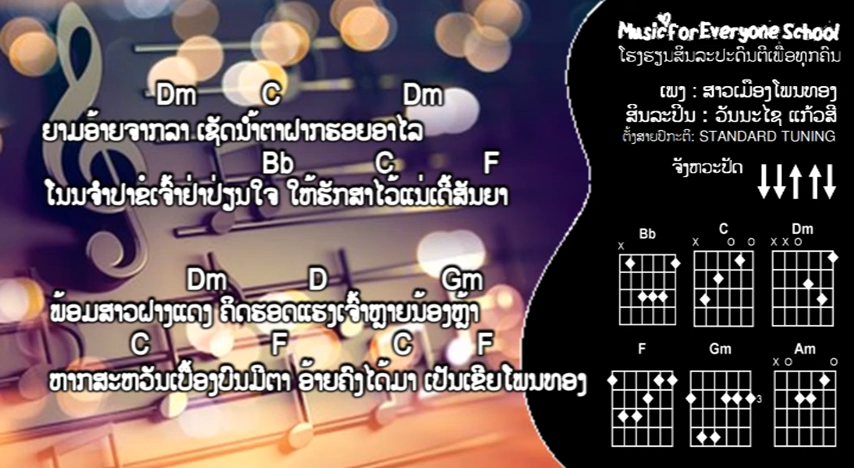 Dm C Dm
ຍາມອ້າຍຈາກລາ ເຊັດນ້ຳຕາຝາກຮອຍອາໄລ
Bb C F
ໂນນຈຳປາຂໍເຈົ້າຢ່າປ່ຽນໃຈ ໃຫ້ຮັກສາໄວ້ແນ່ເດີ້ສັນຍາ
Dm D Gm
ພ້ອມສາວຝາງແດງ ຄິດຮອດແຮງເຈົ້າຫຼາຍນ້ອງຫຼ້າ
C F C F
ຫາກສະຫວັນເບື້ອງບົນມີຕາ ອ້າຍຄົງໄດ້ມາ ເປັນເຂີຍໂພນທອງ
Music for Everyone School
ໂຮງຮຽນສິນລະປະດົນຕີເພື່ອທຸກຄົນ
ເພງ : ສາວເມືອງໂພນທອງ
ສິນລະປິນ : ວັນນະໄຊ ແກ້ວສີ
ຕັ້ງສາຍປົກະຕິ: STANDARD TUNING
ຈັງຫວະປັດ ↓↓↑↑↓
Bb C Dm
x x o o x x o
F Gm Am
3 x o o